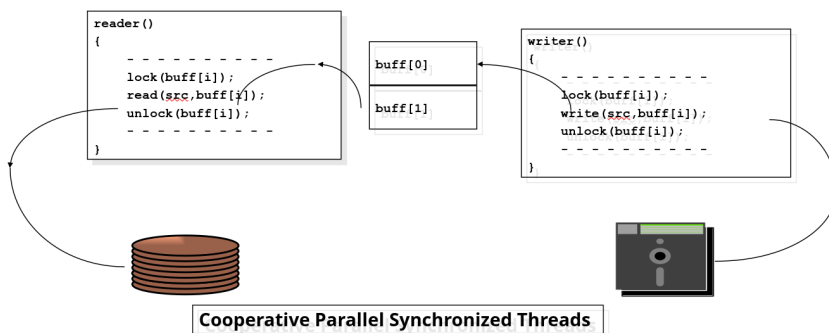 reader()
{
- - - - - - - - - -
lock(buff[i]);
read(src,buff[i]);
unlock(buff[i]);
- - - - - - - - - -
}
buff[0]
buff[1]
writer()
{
- - - - - - - - - -
lock(buff[i]);
write(src,buff[i]);
unlock(buff[i]);
- - - - - - - - - -
}
Cooperative Parallel Synchronized Threads